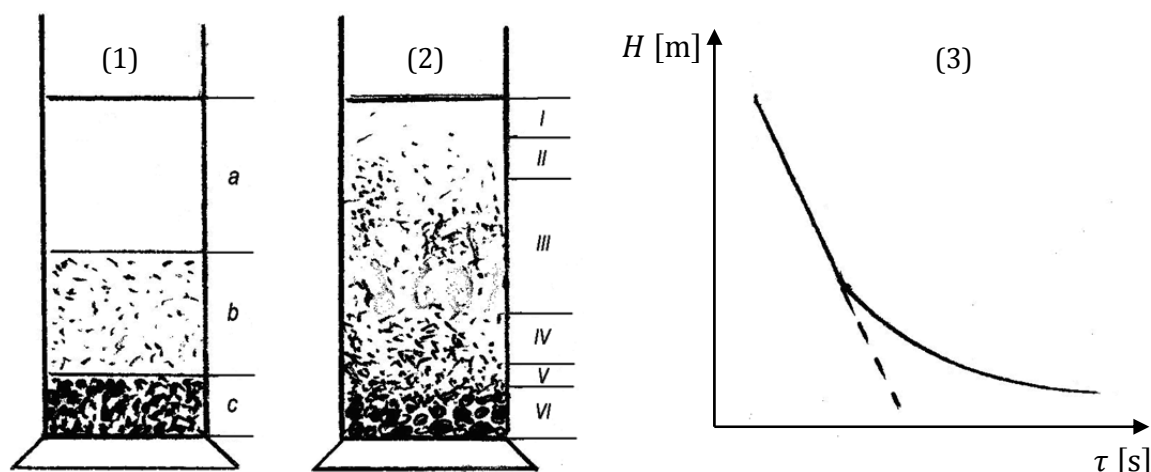 (1)
a
b
c
(2)
I
II
III
IV
V
VI
H [m]
(3)
τ [s]